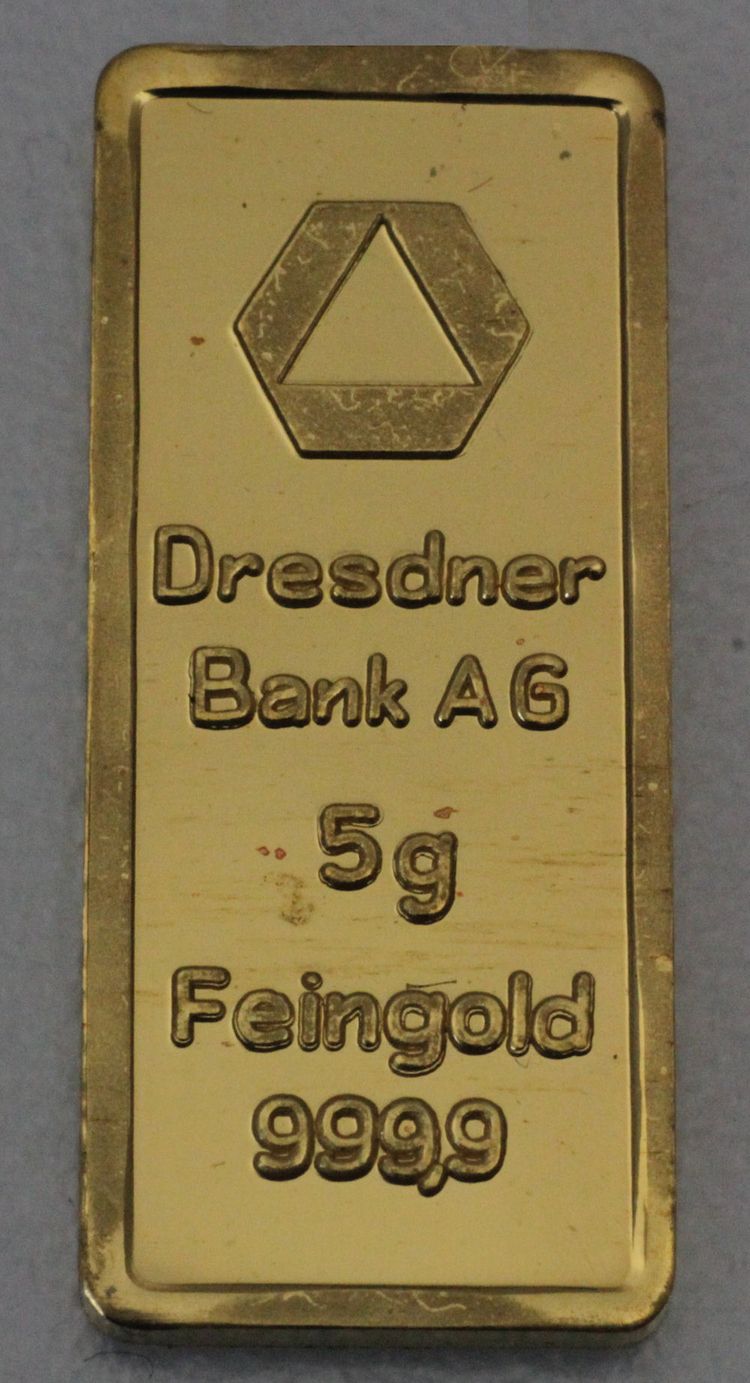 Dresdner
Bank AG
5g
Feingold
999,9